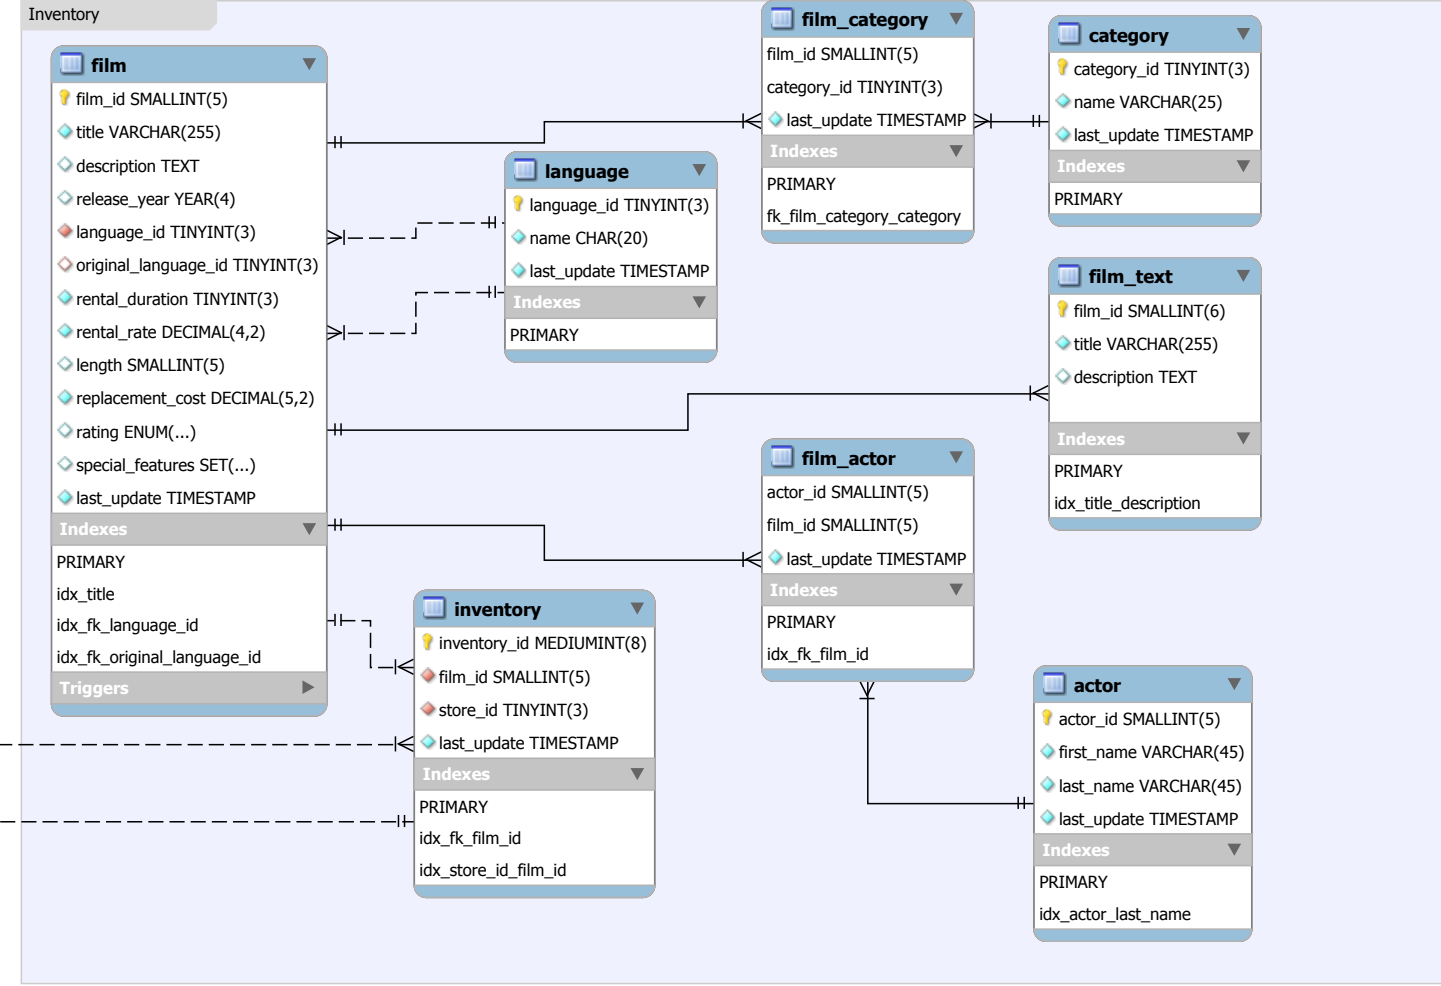 Inventory
film
film_id SMALLINT(5)
title VARCHAR(255)
description TEXT
release_year YEAR(4)
language_id TINYINT(3)
original_language_id TINYINT(3)
rental_duration TINYINT(3)
rental_rate DECIMAL(4,2)
length SMALLINT(5)
replacement_cost DECIMAL(5,2)
rating ENUM(...)
special_features SET(...)
last_update TIMESTAMP
Indexes
PRIMARY
idx_title
idx_fk_language_id
idx_fk_original_language_id
Triggers
language
language_id TINYINT(3)
name CHAR(20)
last_update TIMESTAMP
Indexes
PRIMARY
inventory
inventory_id MEDIUMINT(8)
film_id SMALLINT(5)
store_id TINYINT(3)
last_update TIMESTAMP
Indexes
PRIMARY
idx_fk_film_id
idx_store_id_film_id
film_category
film_id SMALLINT(5)
category_id TINYINT(3)
last_update TIMESTAMP
Indexes
PRIMARY
fk_film_category_category
category
category_id TINYINT(3)
name VARCHAR(25)
last_update TIMESTAMP
Indexes
PRIMARY
film_text
film_id SMALLINT(6)
title VARCHAR(255)
description TEXT
Indexes
PRIMARY
idx_title_description
film_actor
actor_id SMALLINT(5)
film_id SMALLINT(5)
last_update TIMESTAMP
Indexes
PRIMARY
idx_fk_film_id
actor
actor_id SMALLINT(5)
first_name VARCHAR(45)
last_name VARCHAR(45)
last_update TIMESTAMP
Indexes
PRIMARY
idx_actor_last_name